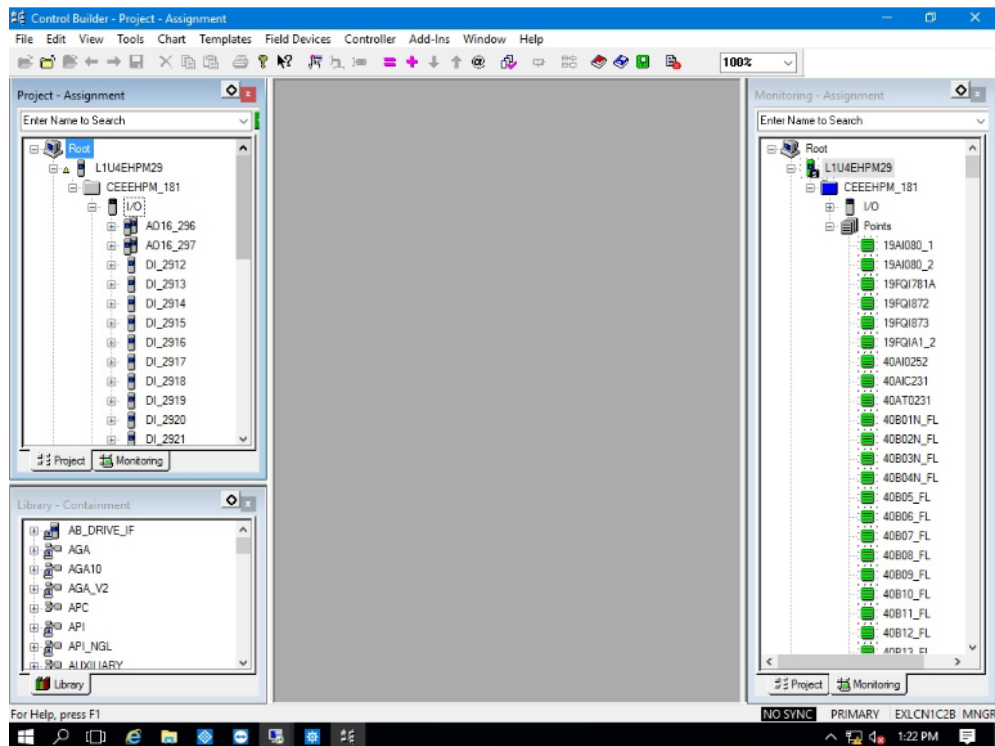 Control Builder - Project - Assignment
File Edit View Tools Chart Templates Field Devices Controller Add-Ins Window Help
100%
Project - Assignment
Enter Name to Search
Root
L1U4EHPM29
CEEEHPM_181
I/O
AO16_296
AO16_297
DI_2912
DI_2913
DI_2914
DI_2915
DI_2916
DI_2917
DI_2918
DI_2919
DI_2920
DI_2921
Project Monitoring
Library - Containment
AB_DRIVE_IF
AGA
AGA10
AGA_V2
APC
API
API_NGL
AUXILIARY
Library
Monitoring - Assignment
Enter Name to Search
Root
L1U4EHPM29
CEEEHPM_181
I/O
Points
19AI080_1
19AI080_2
19FQI781A
19FQI872
19FQI873
19FQIA1_2
40AI0252
40AIC231
40AT0231
40B01N_FL
40B02N_FL
40B03N_FL
40B04N_FL
40B05_FL
40B06_FL
40B07_FL
40B08_FL
40B09_FL
40B10_FL
40B11_FL
40B12_FL
40B13_FL
Project Monitoring
For Help, press F1
NO SYNC PRIMARY EXLCN1C2B MNGR
1:22 PM